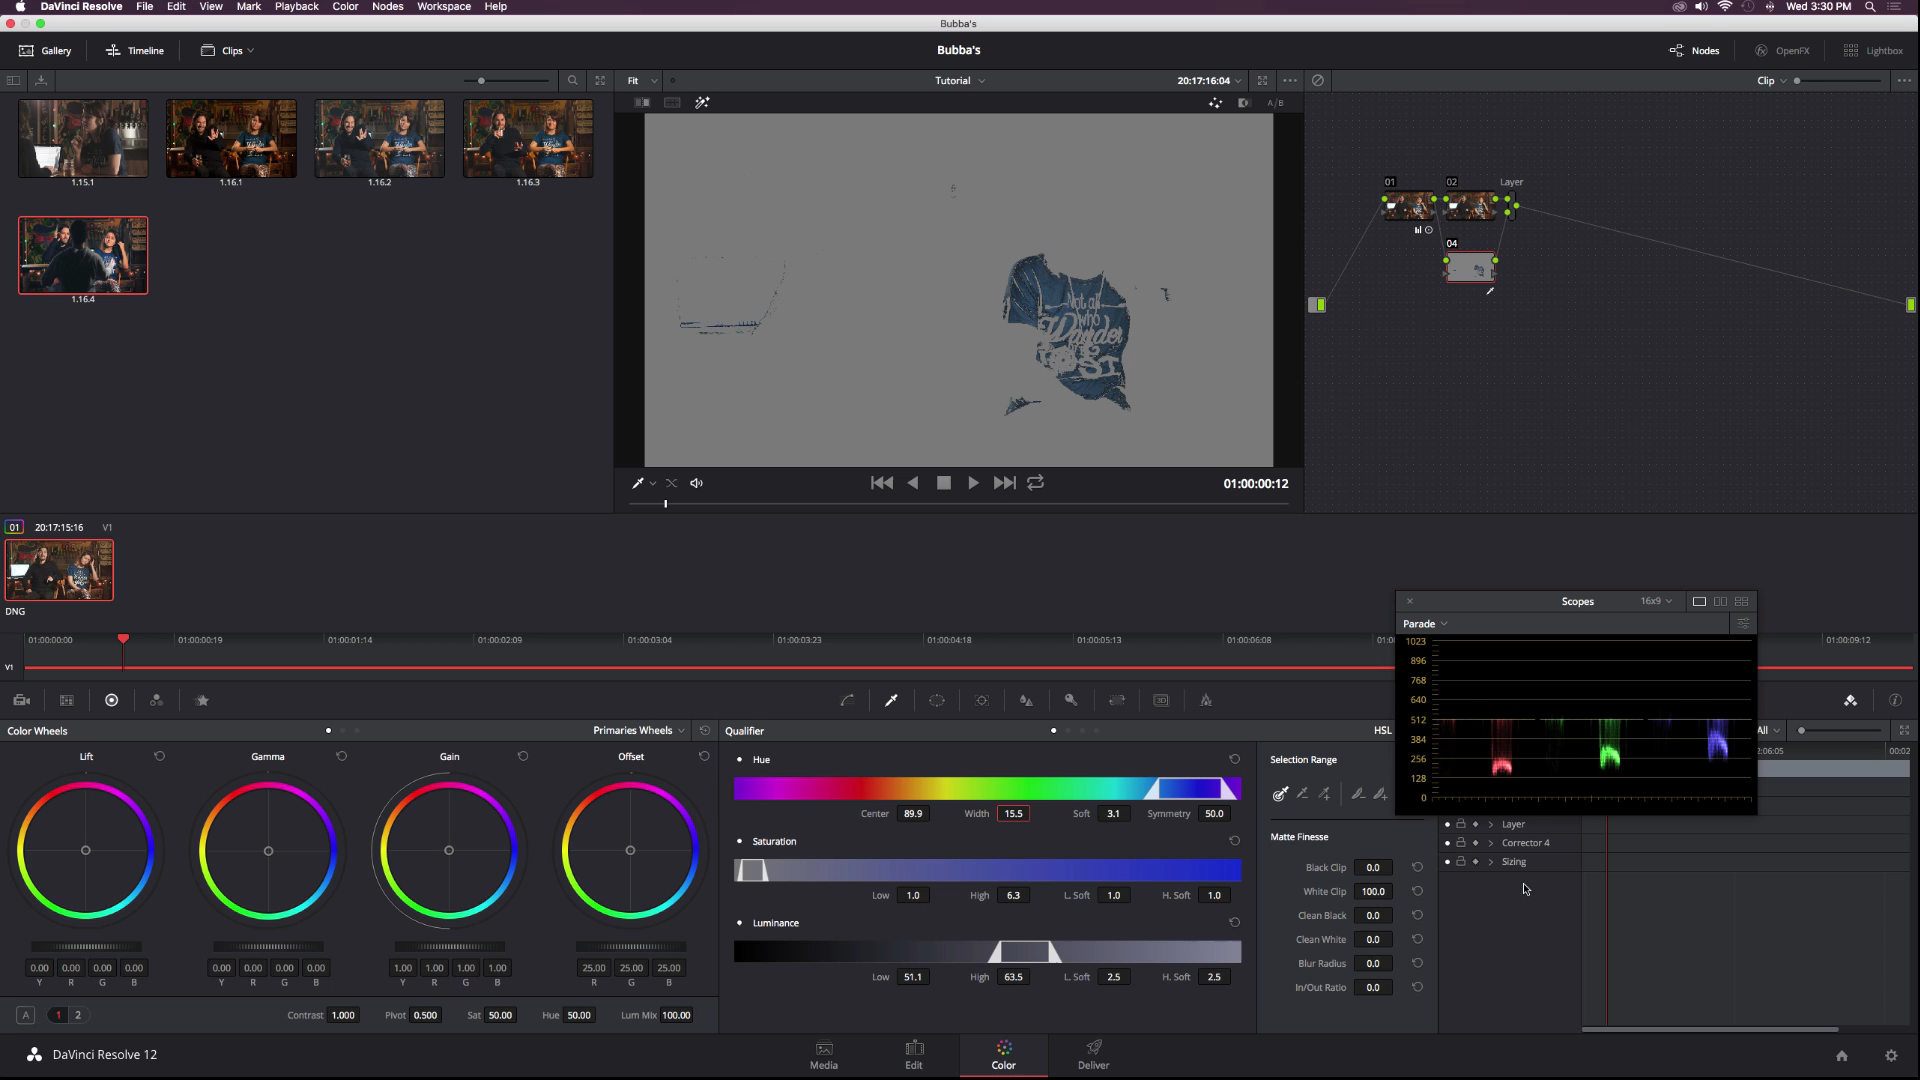 DaVinci Resolve File Edit View Mark Playback Color Nodes Workspace Help Wed 3:30 PM
Bubba's
Gallery Timeline Clips Bubba's Nodes OpenFX Lightbox
Fit Tutorial 20:17:16:04 Clip
A/B
1.15.1 1.16.1 1.16.2 1.16.3
1.16.4
01 02 Layer
04
Not all
who
Wander
01:00:00:12
01 20:17:15:16 V1
DNG
01:00:00:00 01:00:00:19 01:00:01:14 01:00:02:09 01:00:03:04 01:00:03:23 01:00:04:18 01:00:05:13 01:00:06:08 01:00:09:12
V1
Scopes 16x9
Parade
1023
896
768
640
512
384
256
128
0
Color Wheels Primaries Wheels
Lift Gamma Gain Offset
0.00 0.00 0.00 0.00 0.00 0.00 0.00 0.00 1.00 1.00 1.00 1.00 25.00 25.00 25.00
Y R G B Y R G B Y R G B R G B
A 1 2 Contrast 1.000 Pivot 0.500 Sat 50.00 Hue 50.00 Lum Mix 100.00
Qualifier HSL
Hue
Center 89.9 Width 15.5 Soft 3.1 Symmetry 50.0
Saturation
Low 1.0 High 6.3 L. Soft 1.0 H. Soft 1.0
Luminance
Low 51.1 High 63.5 L. Soft 2.5 H. Soft 2.5
Selection Range
Matte Finesse
Black Clip 0.0
White Clip 100.0
Clean Black 0.0
Clean White 0.0
Blur Radius 0.0
In/Out Ratio 0.0
All
2:06:05 00:02
Layer
Corrector 4
Sizing
DaVinci Resolve 12 Media Edit Color Deliver